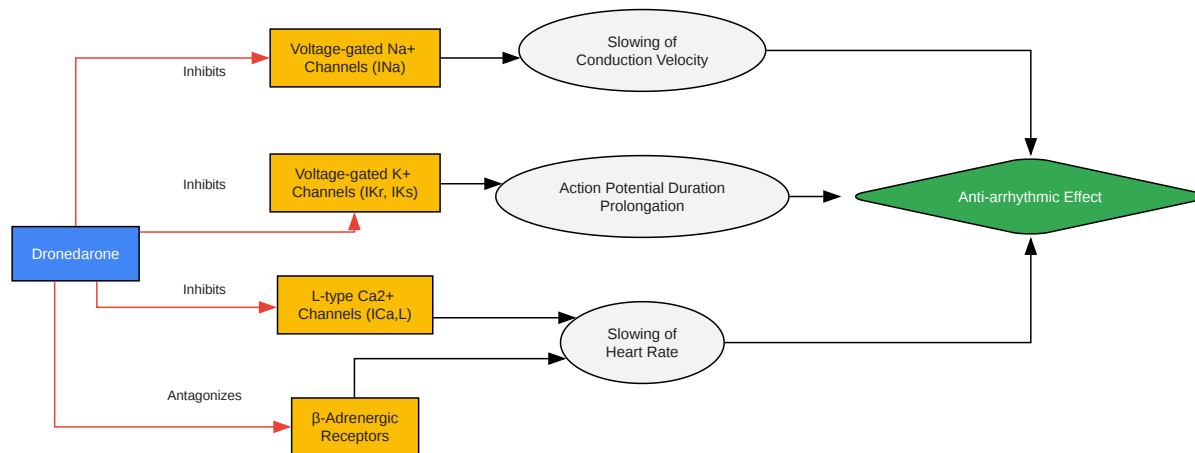 Voltage-gated Na+
Channels (INa)
Slowing of
Conduction Velocity
Inhibits
Voltage-gated K+
Channels (IKr, IKs)
Inhibits
Action Potential Duration
Prolongation
Anti-arrhythmic Effect
Dronedarone
Inhibits
L-type Ca2+
Channels (ICa,L)
Slowing of
Heart Rate
Antagonizes
β-Adrenergic
Receptors